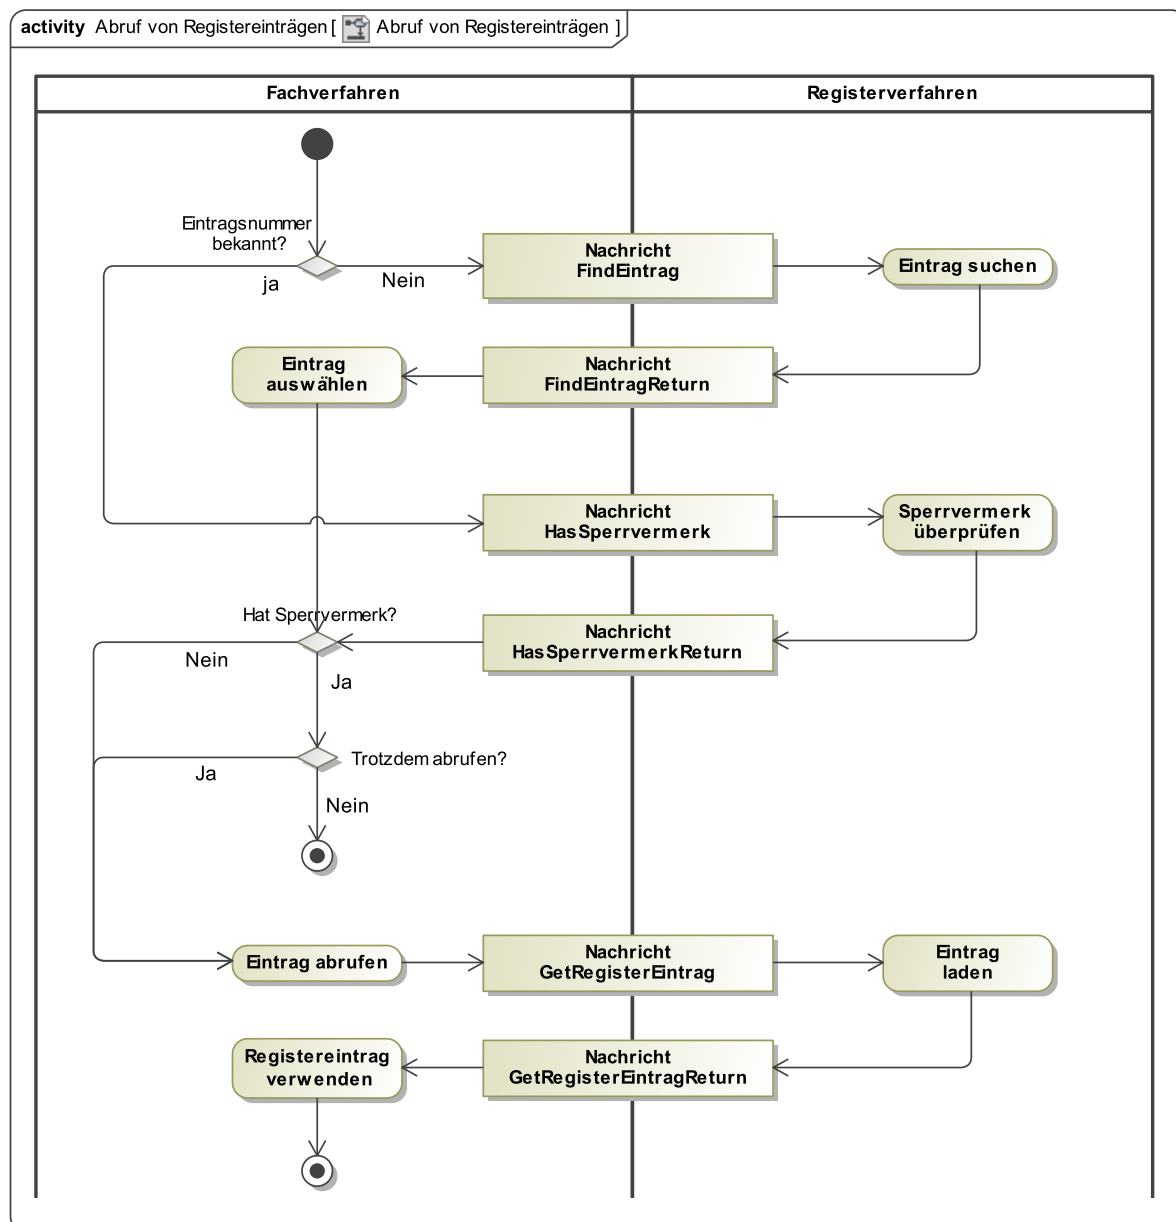 activity Abruf von Registereinträgen [ Abruf von Registereinträgen ]
Fachverfahren
Registerverfahren
Eintragsnummer
bekannt?
ja
Nein
Nachricht
FindEintrag
Eintrag suchen
Eintrag
auswählen
Nachricht
FindEintragReturn
Nachricht
HasSperrvermerk
Sperrvermerk
überprüfen
Hat Sperrvermerk?
Nein
Ja
Nachricht
HasSperrvermerkReturn
Trotzdem abrufen?
Ja
Nein
Eintrag abrufen
Nachricht
GetRegisterEintrag
Eintrag
laden
Registereintrag
verwenden
Nachricht
GetRegisterEintragReturn